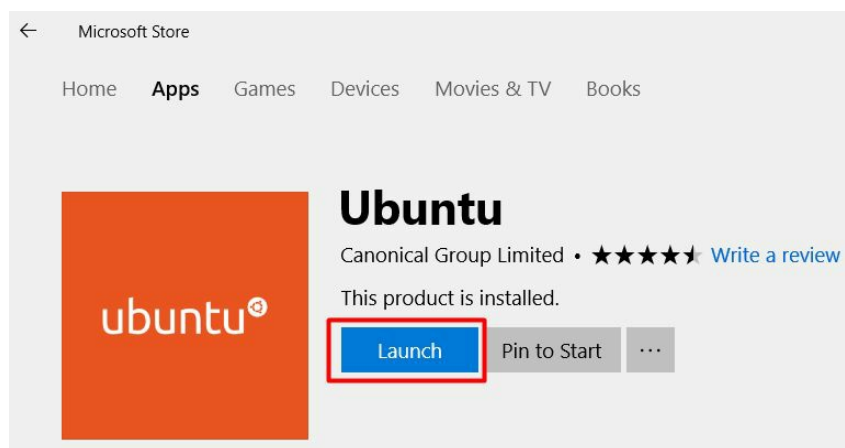 Microsoft Store
Home Apps Games Devices Movies & TV Books
ubuntu
Ubuntu
Canonical Group Limited • ★★★★⯨ Write a review
This product is installed.
Launch Pin to Start ···